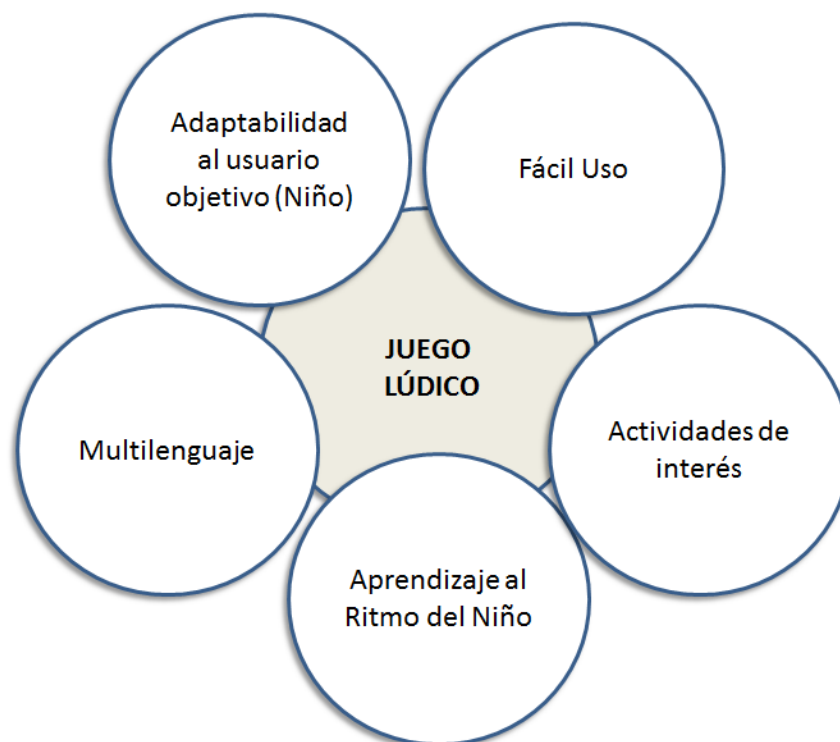 Adaptabilidad
al usuario
objetivo (Niño)
Fácil Uso
JUEGO
LÚDICO
Multilenguaje
Actividades de
interés
Aprendizaje al
Ritmo del Niño